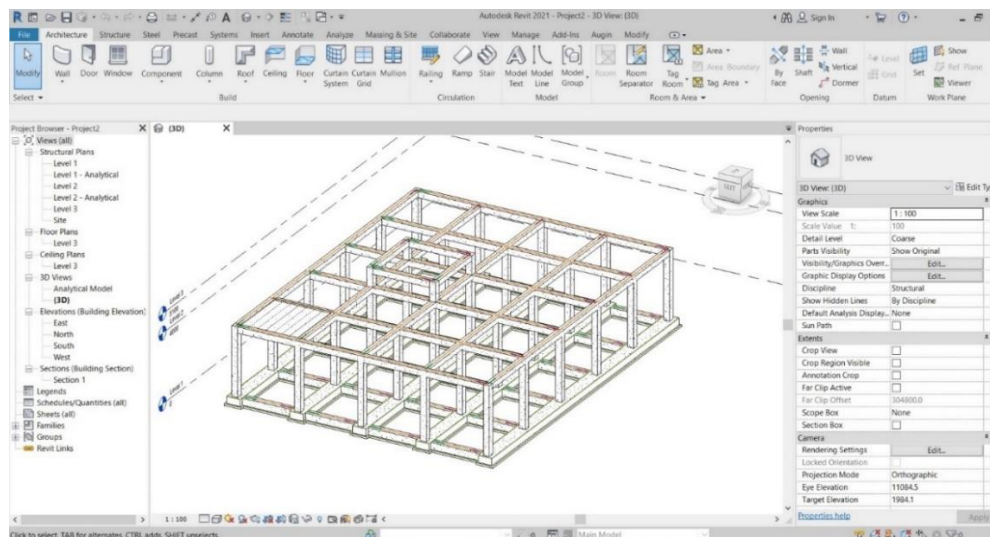 Autodesk Revit 2021 - Project2 - 3D View: {3D}
Sign In
File Architecture Structure Steel Precast Systems Insert Annotate Analyze Massing & Site Collaborate View Manage Add-Ins Augin Modify
Modify Wall Door Window Component Column Roof Ceiling Floor Curtain System Curtain Grid Mullion Railing Ramp Stair Model Text Model Line Model Group Room Room Separator Tag Room Area Area Boundary Tag Area By Face Shaft Wall Vertical Dormer Level Grid Set Show Ref Plane Viewer
Select Build Circulation Model Room & Area Opening Datum Work Plane
Project Browser - Project2
Views (all)
Structural Plans
Level 1
Level 1 - Analytical
Level 2
Level 2 - Analytical
Level 3
Site
Floor Plans
Level 3
Ceiling Plans
Level 3
3D Views
Analytical Model
{3D}
Elevations (Building Elevation)
East
North
South
West
Sections (Building Section)
Section 1
Legends
Schedules/Quantities (all)
Sheets (all)
Families
Groups
Revit Links
{3D}
Level 3
Level 2
4000
Level 1
0
1 : 100
Properties
3D View
3D View: {3D} Edit Ty
Graphics
View Scale 1 : 100
Scale Value 1: 100
Detail Level Coarse
Parts Visibility Show Original
Visibility/Graphics Over... Edit...
Graphic Display Options Edit...
Discipline Structural
Show Hidden Lines By Discipline
Default Analysis Display... None
Sun Path
Extents
Crop View
Crop Region Visible
Annotation Crop
Far Clip Active
Far Clip Offset 304800.0
Scope Box None
Section Box
Camera
Rendering Settings Edit...
Locked Orientation
Projection Mode Orthographic
Eye Elevation 11084.5
Target Elevation 1984.1
Properties help Apply
Click to select, TAB for alternates, CTRL adds, SHIFT unselects.
Main Model